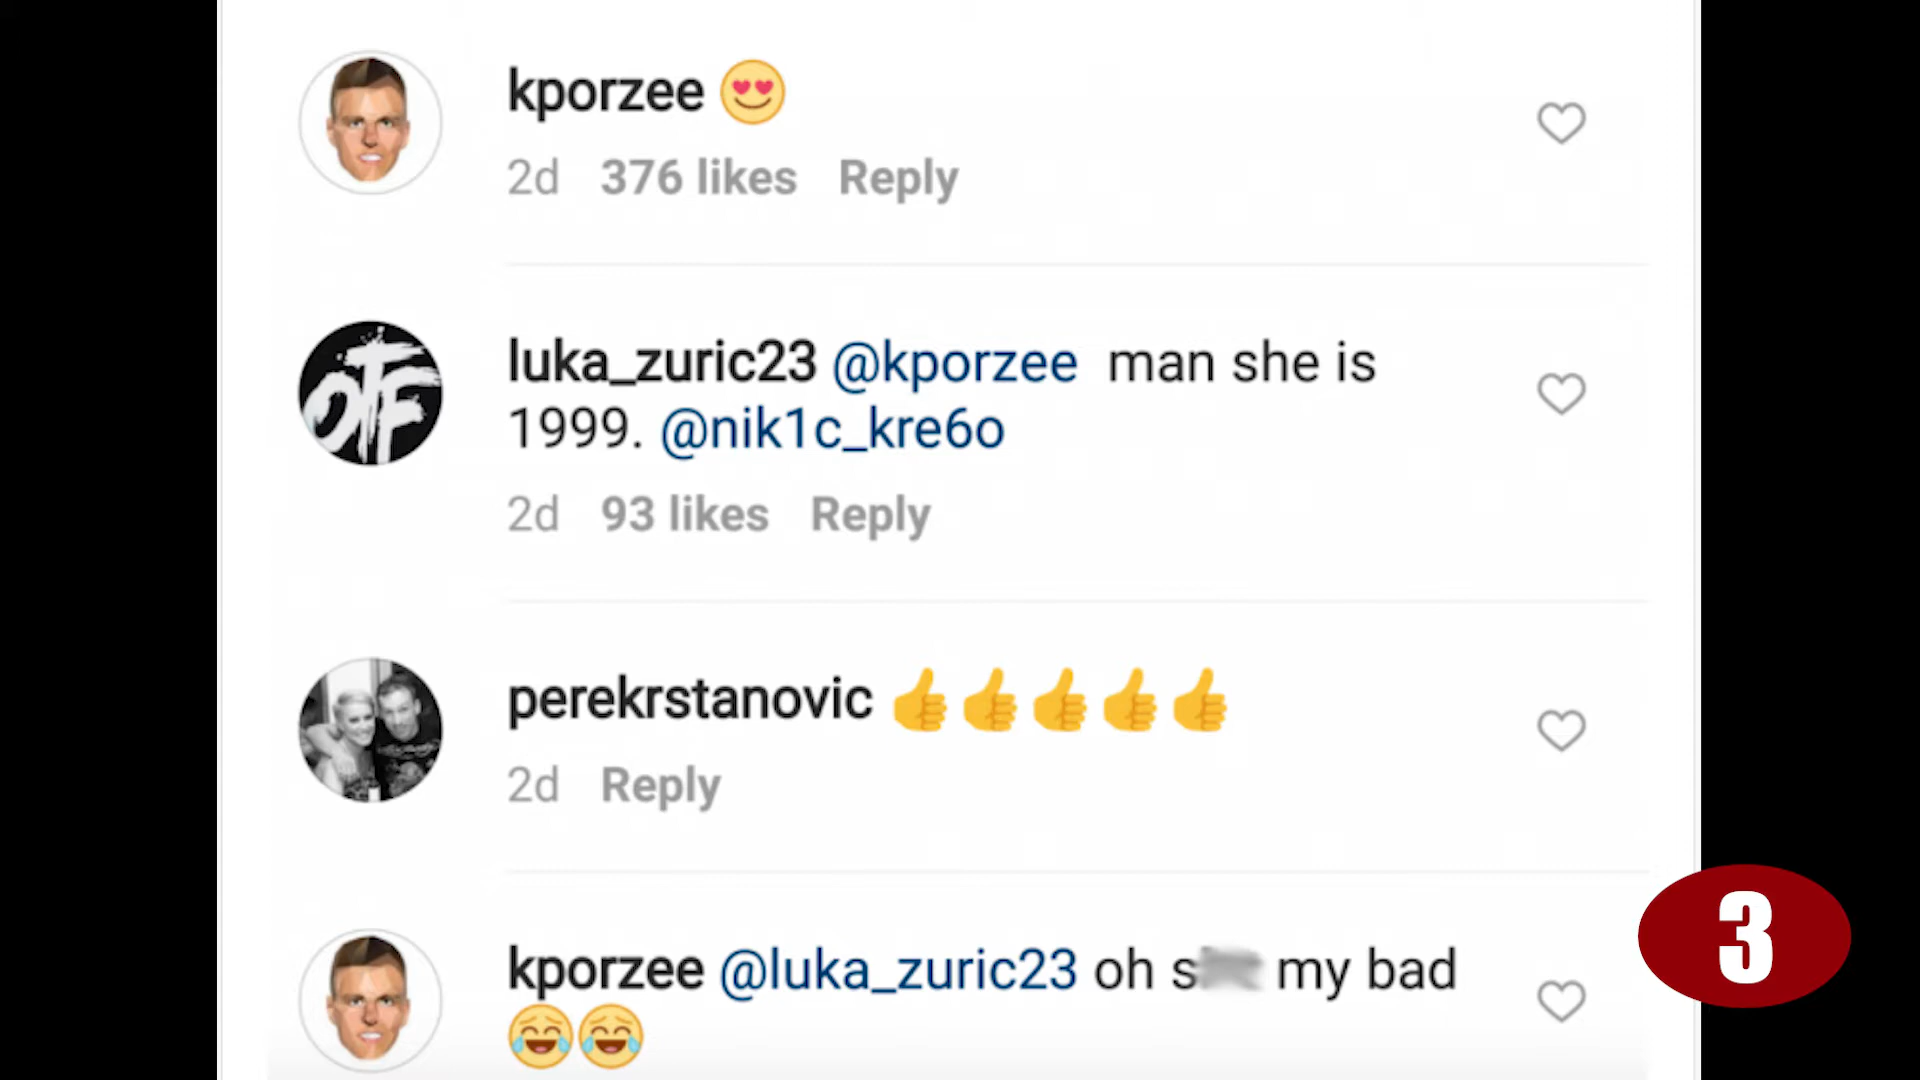 kporzee 😍
2d 376 likes Reply
OTF
luka_zuric23 @kporzee man she is
1999. @nik1c_kre6o
2d 93 likes Reply
perekrstanovic 👍👍👍👍👍
2d Reply
kporzee @luka_zuric23 oh s my bad
😂😂
3